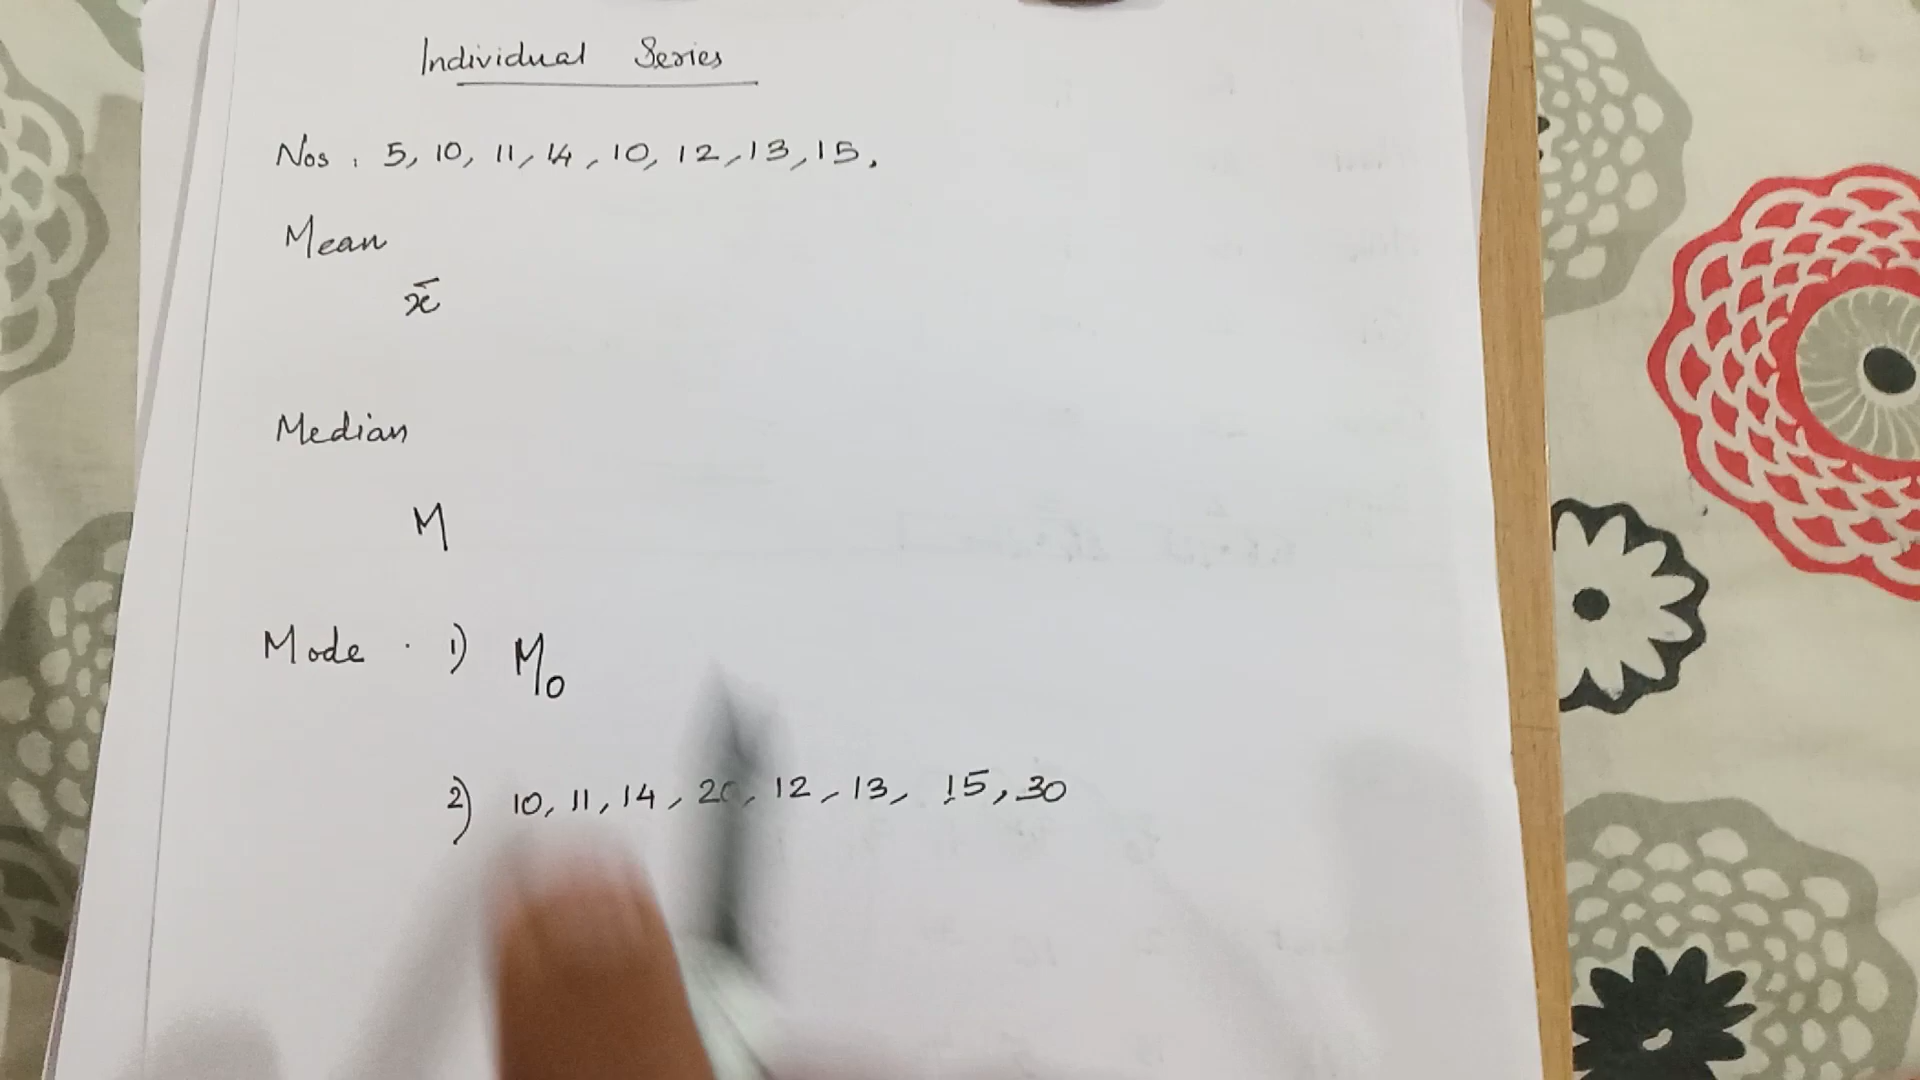 Individual Series
Nos : 5, 10, 11, 14, 10, 12, 13, 15.
Mean
x̄
Median
M
Mode · 1) M₀
2) 10, 11, 14, 20, 12, 13, 15, 30